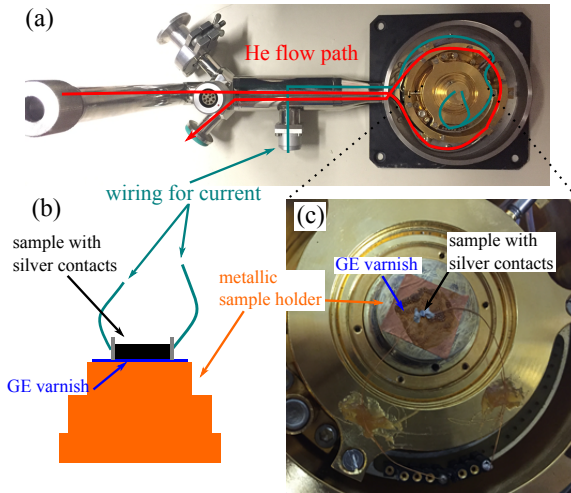 (a)
He flow path
wiring for current
(b)
(c)
sample with
silver contacts
metallic
sample holder
GE varnish
GE varnish
sample with
silver contacts